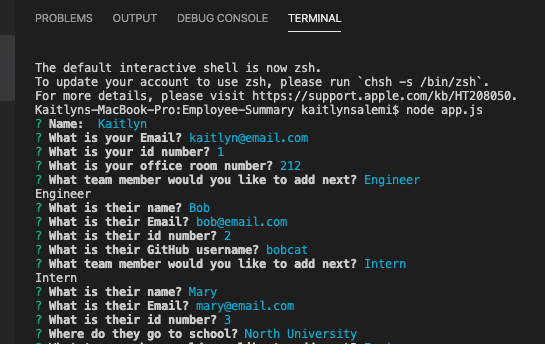 PROBLEMS OUTPUT DEBUG CONSOLE TERMINAL
The default interactive shell is now zsh.
To update your account to use zsh, please run `chsh -s /bin/zsh`.
For more details, please visit https://support.apple.com/kb/HT208050.
Kaitlyns-MacBook-Pro:Employee-Summary kaitlynsalemi$ node app.js
? Name:  Kaitlyn
? What is your Email? kaitlyn@email.com
? What is your id number? 1
? What is your office room number? 212
? What team member would you like to add next? Engineer
Engineer
? What is their name? Bob
? What is their Email? bob@email.com
? What is their id number? 2
? What is their GitHub username? bobcat
? What team member would you like to add next? Intern
Intern
? What is their name? Mary
? What is their Email? mary@email.com
? What is their id number? 3
? Where do they go to school? North University